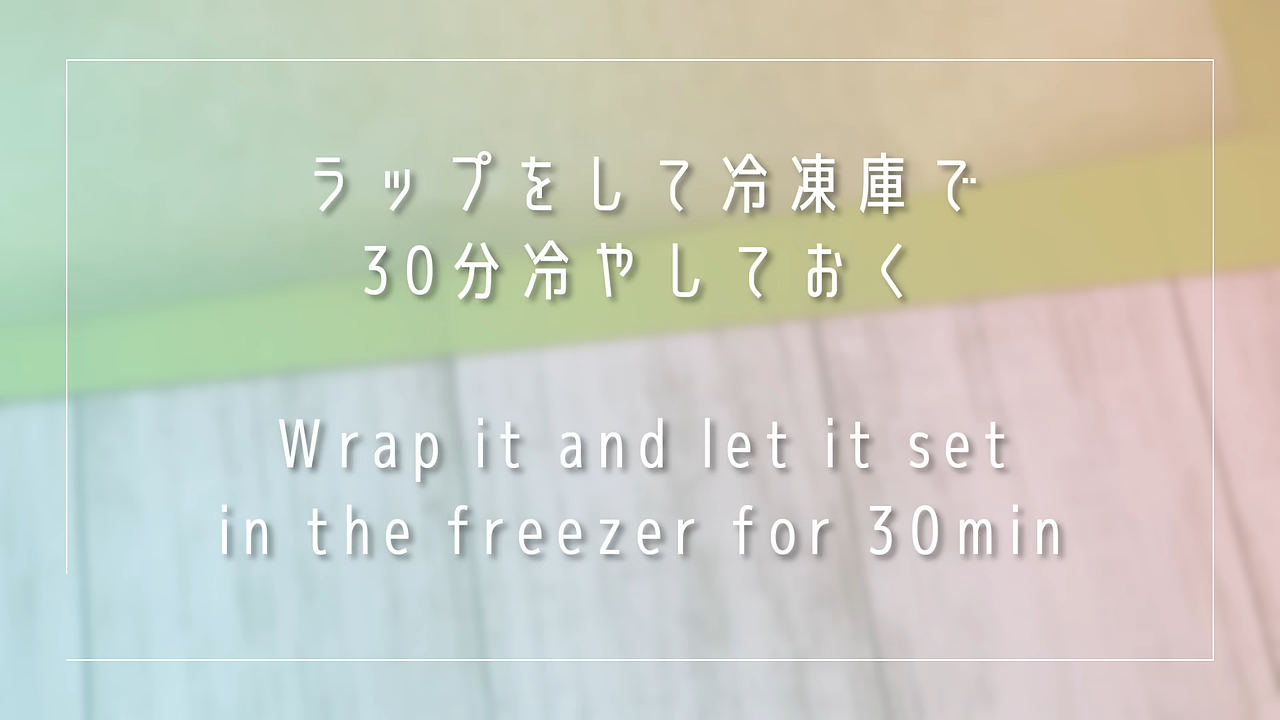 ラップをして冷凍庫で
30分冷やしておく
Wrap it and let it set
in the freezer for 30min